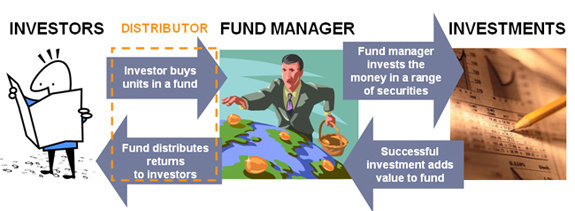 INVESTORS
DISTRIBUTOR
FUND MANAGER
INVESTMENTS
Investor buys
units in a fund
Fund manager
invests the
money in a range
of securities
Fund distributes
returns
to investors
Successful
investment adds
value to fund